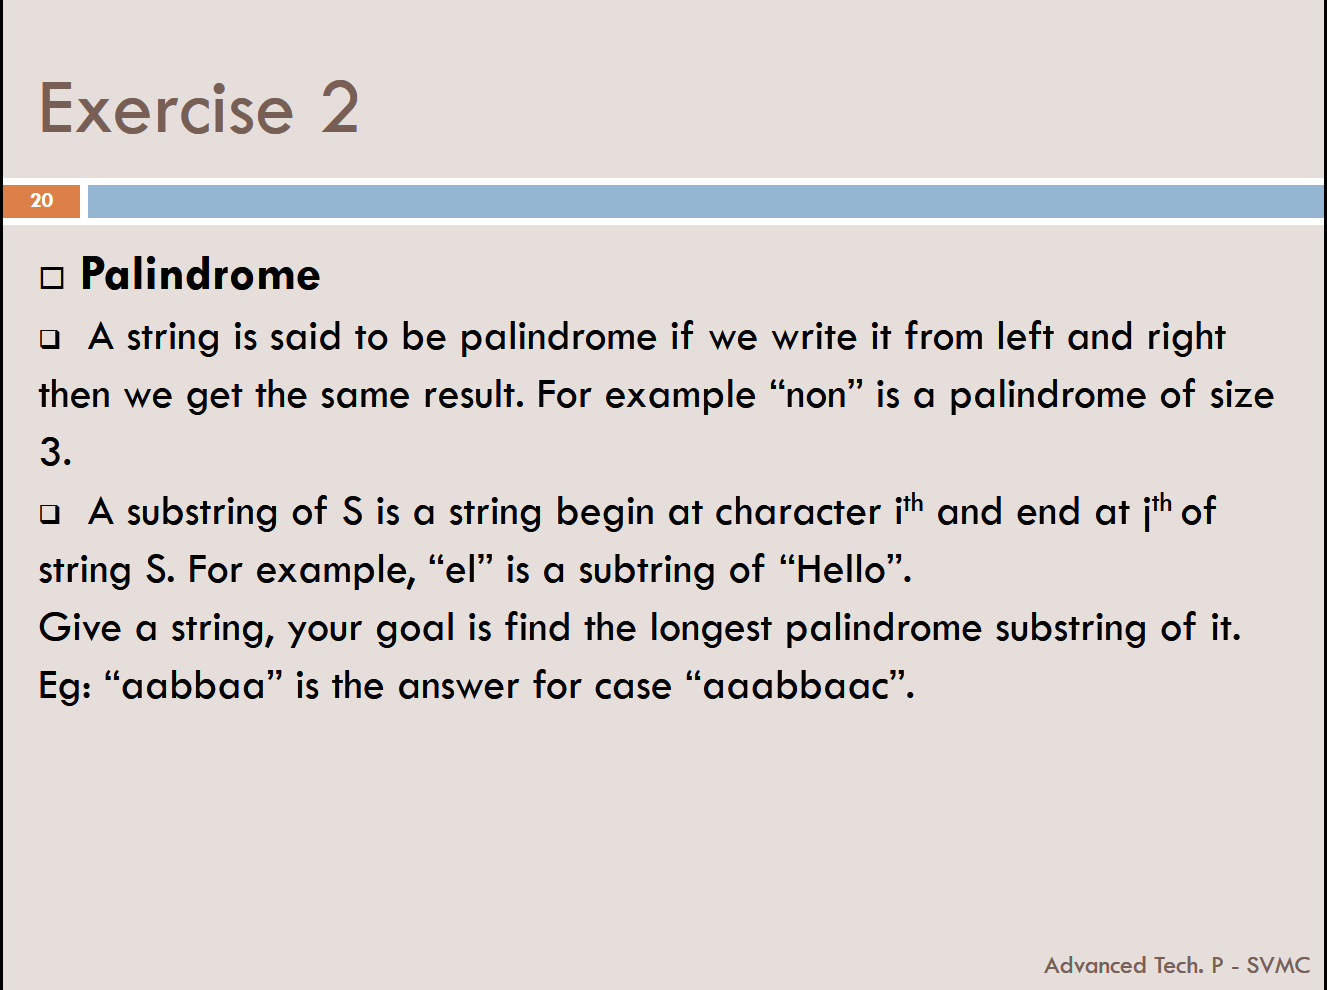 Exercise 2
20
Palindrome
A string is said to be palindrome if we write it from left and right
then we get the same result. For example “non” is a palindrome of size
3.
A substring of S is a string begin at character ith and end at jth of
string S. For example, “el” is a subtring of “Hello”.
Give a string, your goal is find the longest palindrome substring of it.
Eg: “aabbaa” is the answer for case “aaabbaac”.
Advanced Tech. P - SVMC